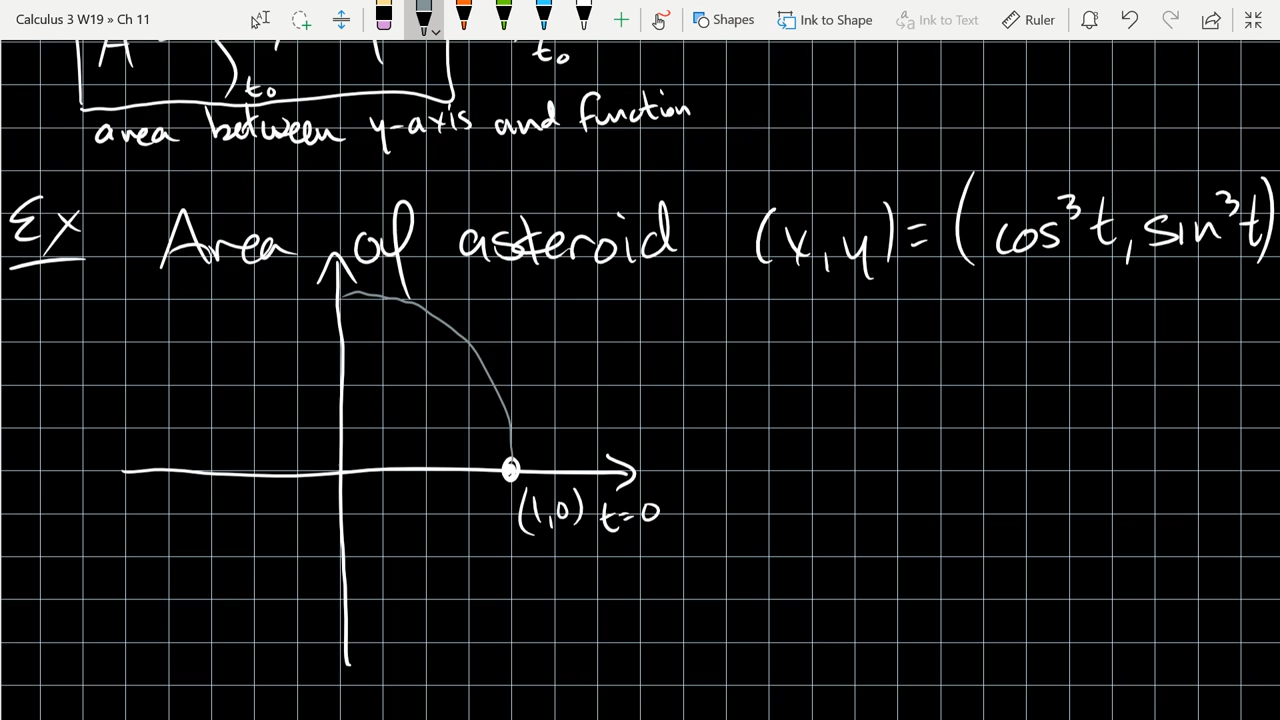 Calculus 3 W19 » Ch 11
Shapes
Ink to Shape
Ink to Text
Ruler
A
t₀
t₀
area between y-axis and function
Ex Area of asteroid (x,y)=(cos³t, sin³t)
(1,0) t=0